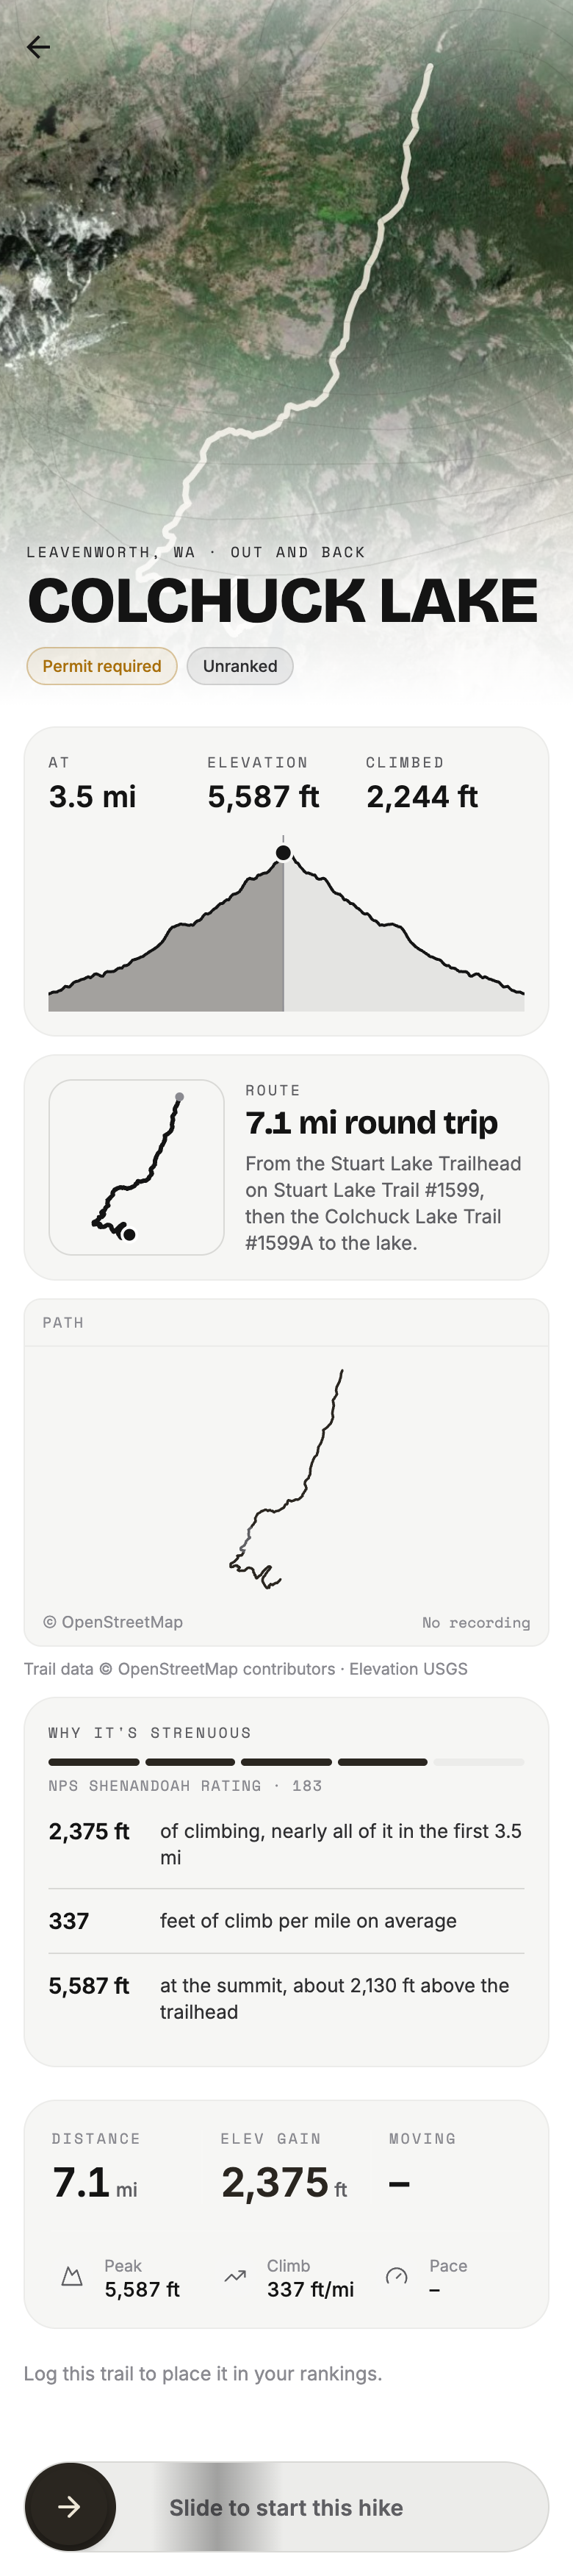 LEAVENWORTH, WA · OUT AND BACK
COLCHUCK LAKE
Permit required
Unranked
AT ELEVATION CLIMBED
3.5 mi 5,587 ft 2,244 ft
ROUTE
7.1 mi round trip
From the Stuart Lake Trailhead
on Stuart Lake Trail #1599,
then the Colchuck Lake Trail
#1599A to the lake.
PATH
© OpenStreetMap No recording
Trail data © OpenStreetMap contributors · Elevation USGS
WHY IT'S STRENUOUS
NPS SHENANDOAH RATING · 183
2,375 ft of climbing, nearly all of it in the first 3.5
mi
337 feet of climb per mile on average
5,587 ft at the summit, about 2,130 ft above the
trailhead
DISTANCE ELEV GAIN MOVING
7.1 mi 2,375 ft –
Peak Climb Pace
5,587 ft 337 ft/mi –
Log this trail to place it in your rankings.
Slide to start this hike